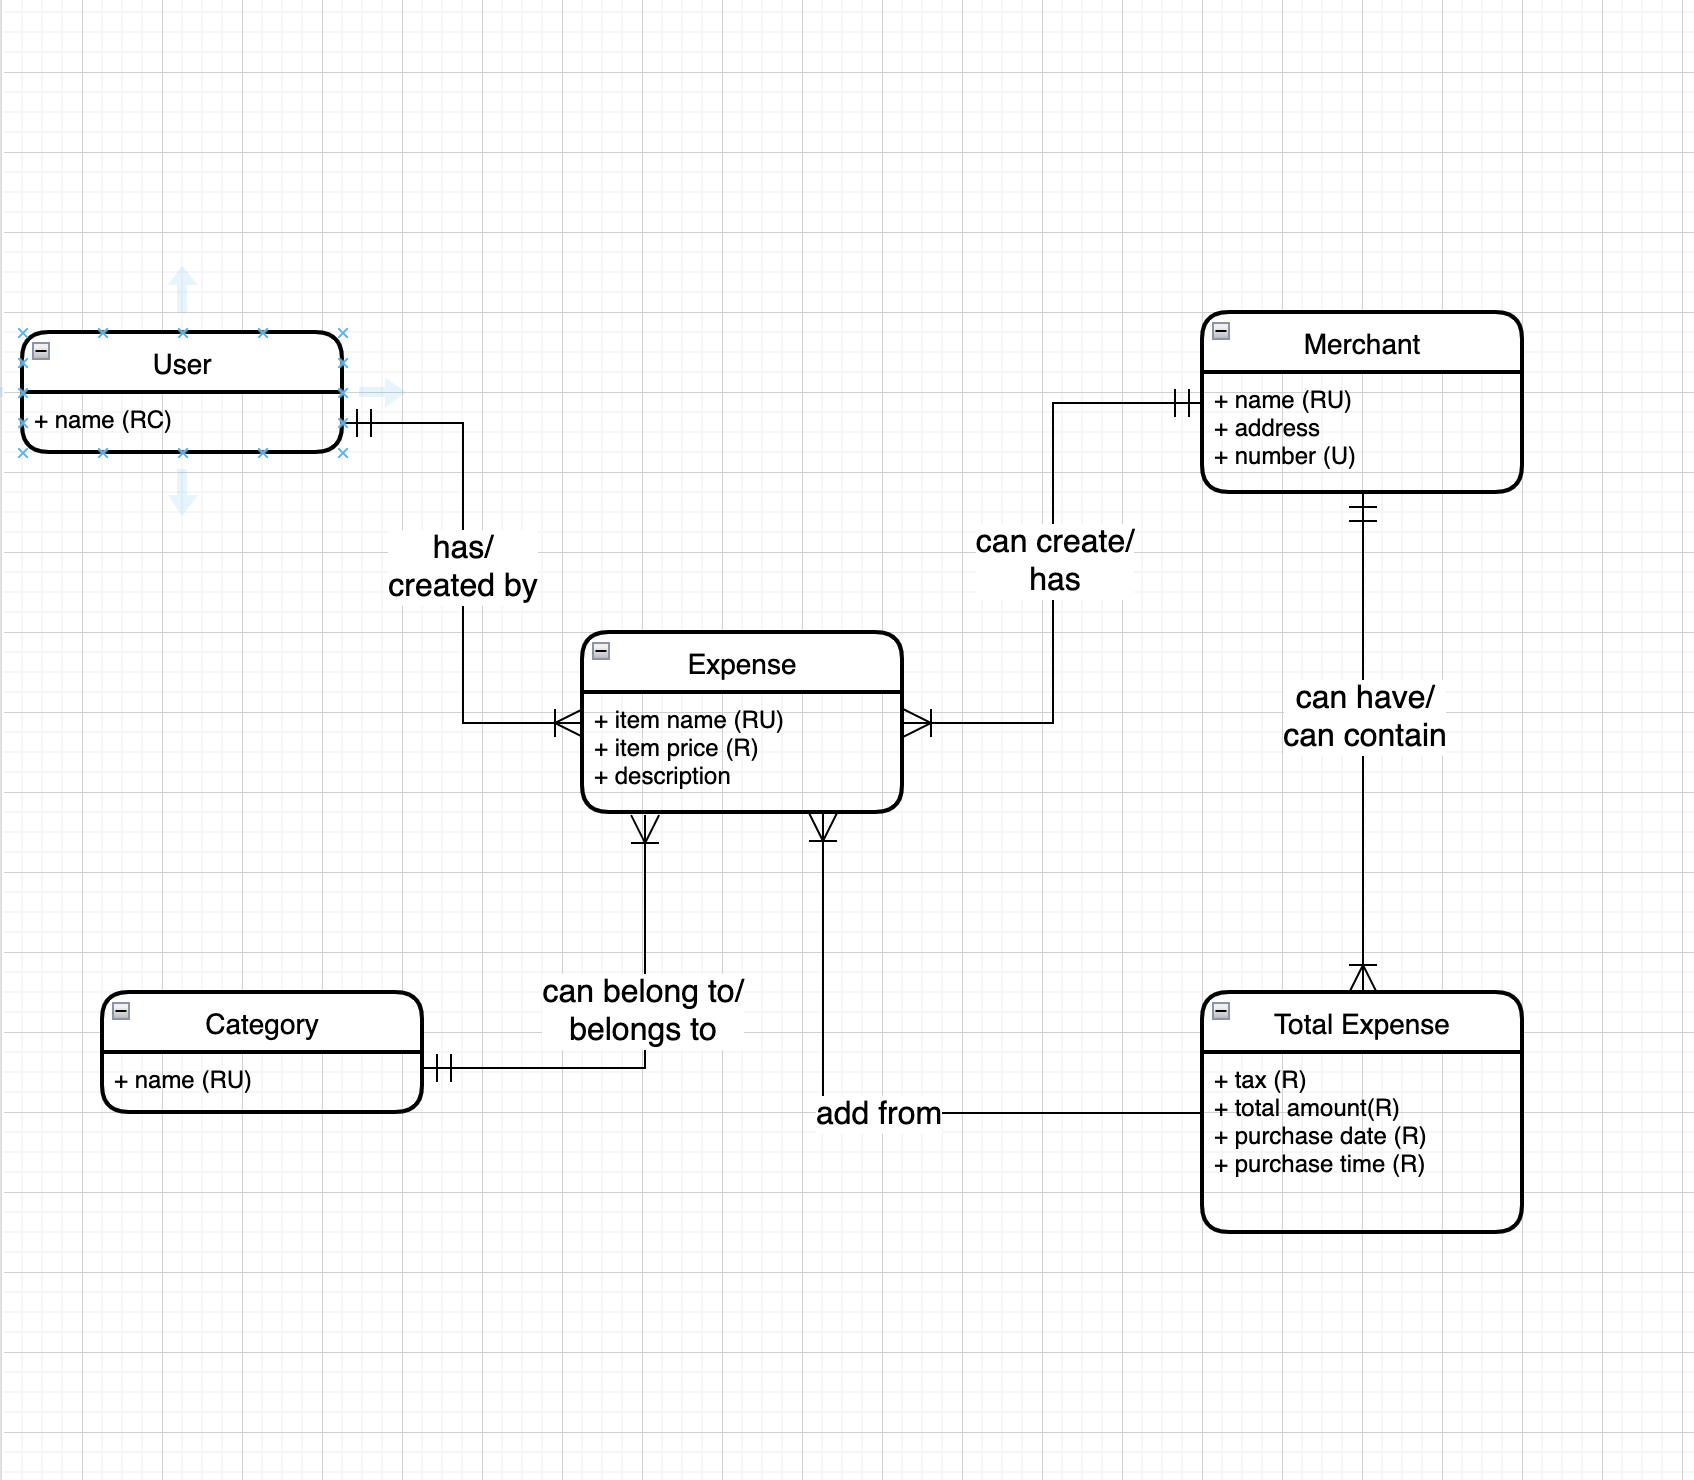 User
+ name (RC)
has/
created by
Merchant
+ name (RU)
+ address
+ number (U)
can create/
has
Expense
+ item name (RU)
+ item price (R)
+ description
can have/
can contain
Category
+ name (RU)
can belong to/
belongs to
add from
Total Expense
+ tax (R)
+ total amount(R)
+ purchase date (R)
+ purchase time (R)